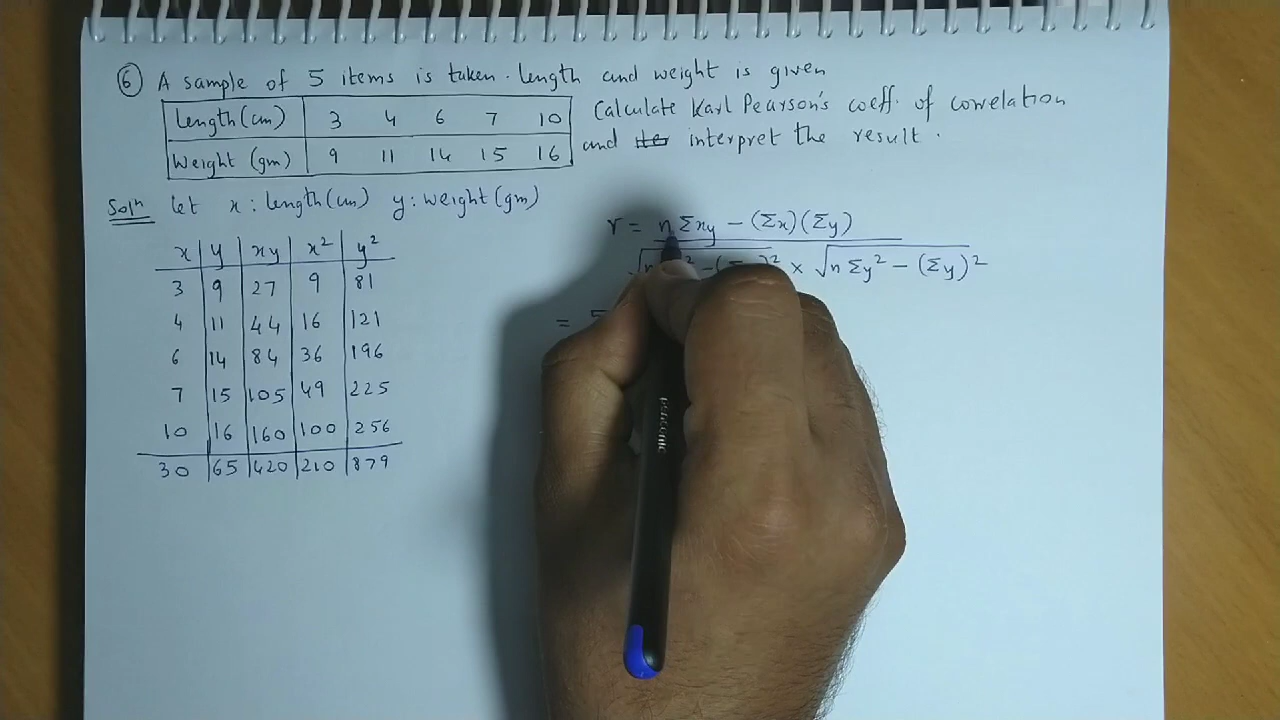 ⑥ A sample of 5 items is taken. length and weight is given
Length (cm) 3 4 6 7 10
Weight (gm) 9 11 14 15 16
Calculate Karl Pearson's coeff. of correlation
and interpret the result.
Soln let x : length (cm) y : weight (gm)
r = nΣxy - (Σx)(Σy)
√n ² - ( )² × √nΣy² - (Σy)²
= 5
x y xy x² y²
3 9 27 9 81
4 11 44 16 121
6 14 84 36 196
7 15 105 49 225
10 16 160 100 256
30 65 420 210 879